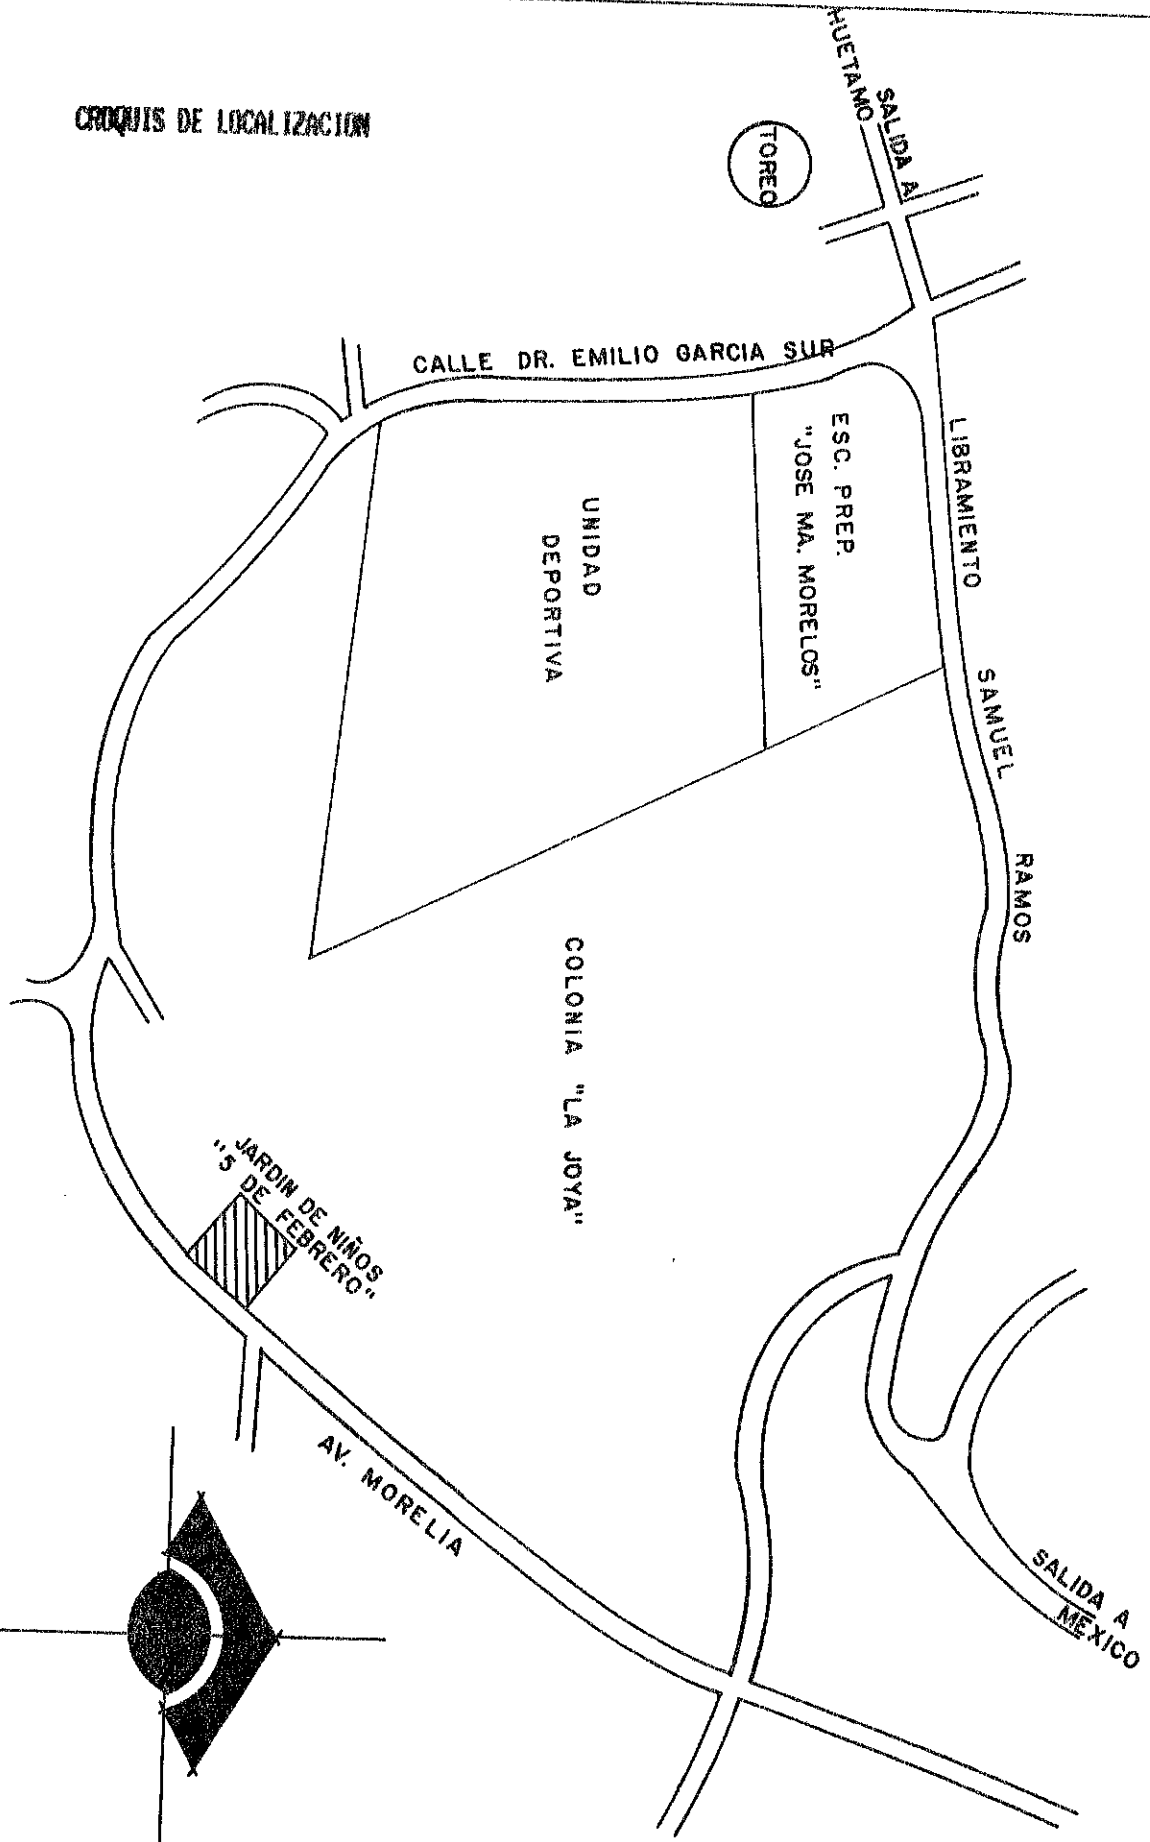 CROQUIS DE LOCALIZACION
SALIDA A
HUETAMO
TOREO
CALLE DR. EMILIO GARCIA SUR
LIBRAMIENTO SAMUEL RAMOS
ESC. PREP.
"JOSE MA. MORELOS"
UNIDAD
DEPORTIVA
COLONIA "LA JOYA"
JARDIN DE NIÑOS
"5 DE FEBRERO"
AV. MORELIA
SALIDA A
MEXICO